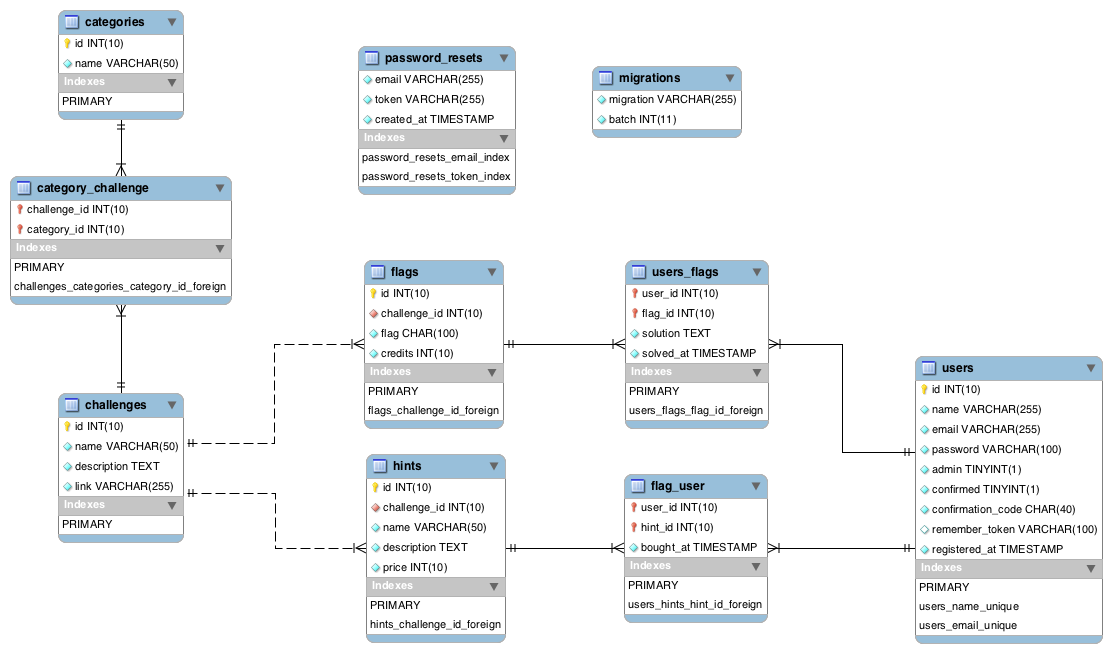 categories
id INT(10)
name VARCHAR(50)
Indexes
PRIMARY
password_resets
email VARCHAR(255)
token VARCHAR(255)
created_at TIMESTAMP
Indexes
password_resets_email_index
password_resets_token_index
migrations
migration VARCHAR(255)
batch INT(11)
category_challenge
challenge_id INT(10)
category_id INT(10)
Indexes
PRIMARY
challenges_categories_category_id_foreign
flags
id INT(10)
challenge_id INT(10)
flag CHAR(100)
credits INT(10)
Indexes
PRIMARY
flags_challenge_id_foreign
users_flags
user_id INT(10)
flag_id INT(10)
solution TEXT
solved_at TIMESTAMP
Indexes
PRIMARY
users_flags_flag_id_foreign
users
id INT(10)
name VARCHAR(255)
email VARCHAR(255)
password VARCHAR(100)
admin TINYINT(1)
confirmed TINYINT(1)
confirmation_code CHAR(40)
remember_token VARCHAR(100)
registered_at TIMESTAMP
Indexes
PRIMARY
users_name_unique
users_email_unique
challenges
id INT(10)
name VARCHAR(50)
description TEXT
link VARCHAR(255)
Indexes
PRIMARY
hints
id INT(10)
challenge_id INT(10)
name VARCHAR(50)
description TEXT
price INT(10)
Indexes
PRIMARY
hints_challenge_id_foreign
flag_user
user_id INT(10)
hint_id INT(10)
bought_at TIMESTAMP
Indexes
PRIMARY
users_hints_hint_id_foreign